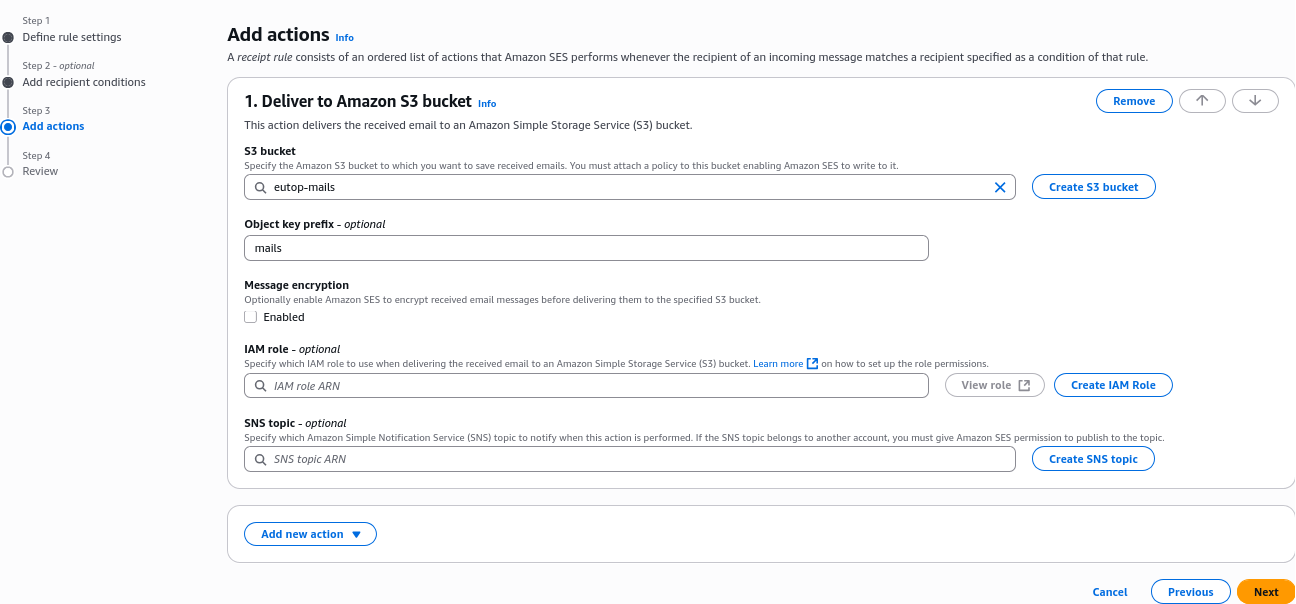 Step 1
Define rule settings
Step 2 - optional
Add recipient conditions
Step 3
Add actions
Step 4
Review
Add actions Info
A receipt rule consists of an ordered list of actions that Amazon SES performs whenever the recipient of an incoming message matches a recipient specified as a condition of that rule.
1. Deliver to Amazon S3 bucket Info
Remove
This action delivers the received email to an Amazon Simple Storage Service (S3) bucket.
S3 bucket
Specify the Amazon S3 bucket to which you want to save received emails. You must attach a policy to this bucket enabling Amazon SES to write to it.
eutop-mails
Create S3 bucket
Object key prefix - optional
mails
Message encryption
Optionally enable Amazon SES to encrypt received email messages before delivering them to the specified S3 bucket.
Enabled
IAM role - optional
Specify which IAM role to use when delivering the received email to an Amazon Simple Storage Service (S3) bucket. Learn more on how to set up the role permissions.
IAM role ARN
View role
Create IAM Role
SNS topic - optional
Specify which Amazon Simple Notification Service (SNS) topic to notify when this action is performed. If the SNS topic belongs to another account, you must give Amazon SES permission to publish to the topic.
SNS topic ARN
Create SNS topic
Add new action
Cancel
Previous
Next